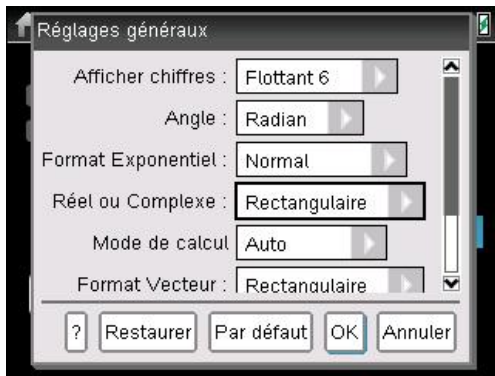 Réglages généraux
Afficher chiffres : Flottant 6
Angle : Radian
Format Exponentiel : Normal
Réel ou Complexe : Rectangulaire
Mode de calcul Auto
Format Vecteur : Rectangulaire
? Restaurer Par défaut OK Annuler